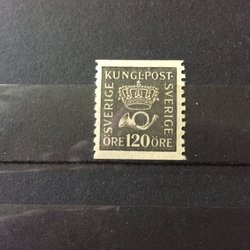 KUNGL·POST·
SVERIGE
SVERIGE
ÖRE 120 ÖRE